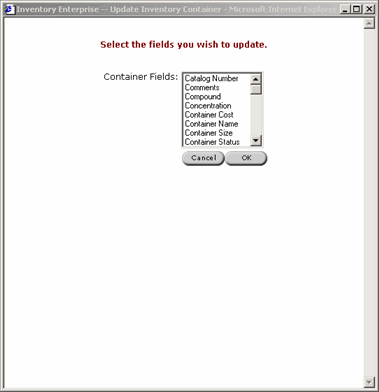 Inventory Enterprise -- Update Inventory Container - Microsoft Internet Explorer
Select the fields you wish to update.
Container Fields:
Catalog Number
Comments
Compound
Concentration
Container Cost
Container Name
Container Size
Container Status
Cancel OK